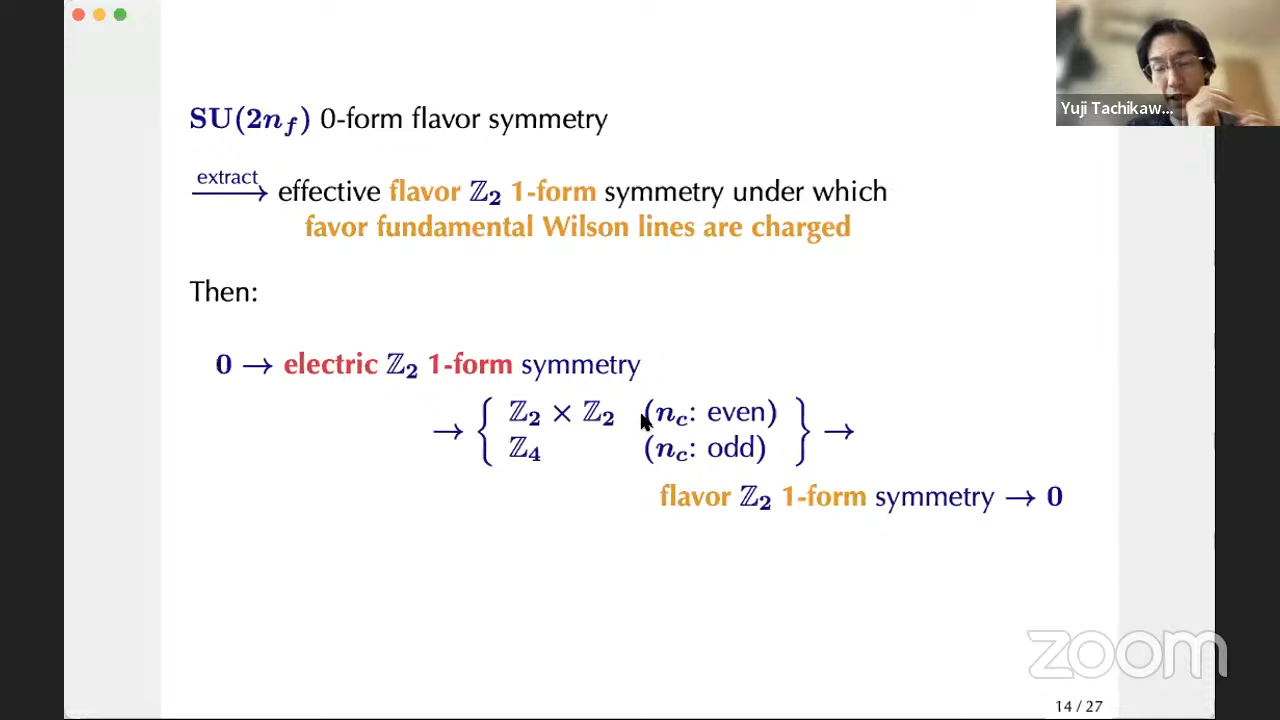 Yuji Tachikaw...
SU(2n_f) 0-form flavor symmetry
extract
⟶ effective flavor ℤ₂ 1-form symmetry under which
favor fundamental Wilson lines are charged
Then:
0 → electric ℤ₂ 1-form symmetry
→ { ℤ₂ × ℤ₂ (n_c: even)
ℤ₄ (n_c: odd) } →
flavor ℤ₂ 1-form symmetry → 0
zoom
14 / 27